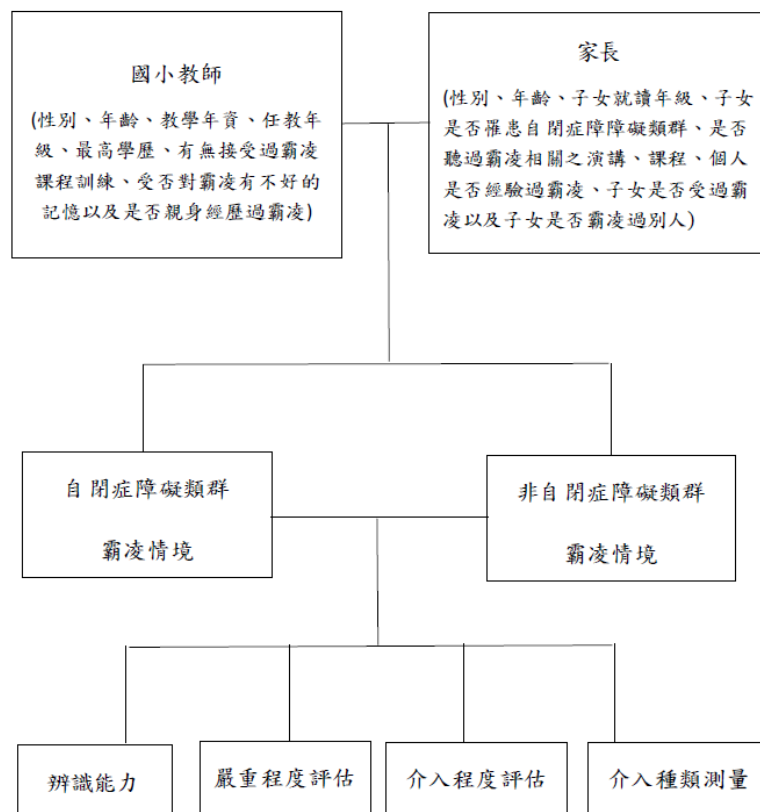 國小教師
(性別、年齡、教學年資、任教年
級、最高學歷、有無接受過霸凌
課程訓練、受否對霸凌有不好的
記憶以及是否親身經歷過霸凌)
家長
(性別、年齡、子女就讀年級、子女
是否罹患自閉症障障礙類群、是否
聽過霸凌相關之演講、課程、個人
是否經驗過霸凌、子女是否受過霸
凌以及子女是否霸凌過別人)
自閉症障礙類群
霸凌情境
非自閉症障礙類群
霸凌情境
辨識能力
嚴重程度評估
介入程度評估
介入種類測量